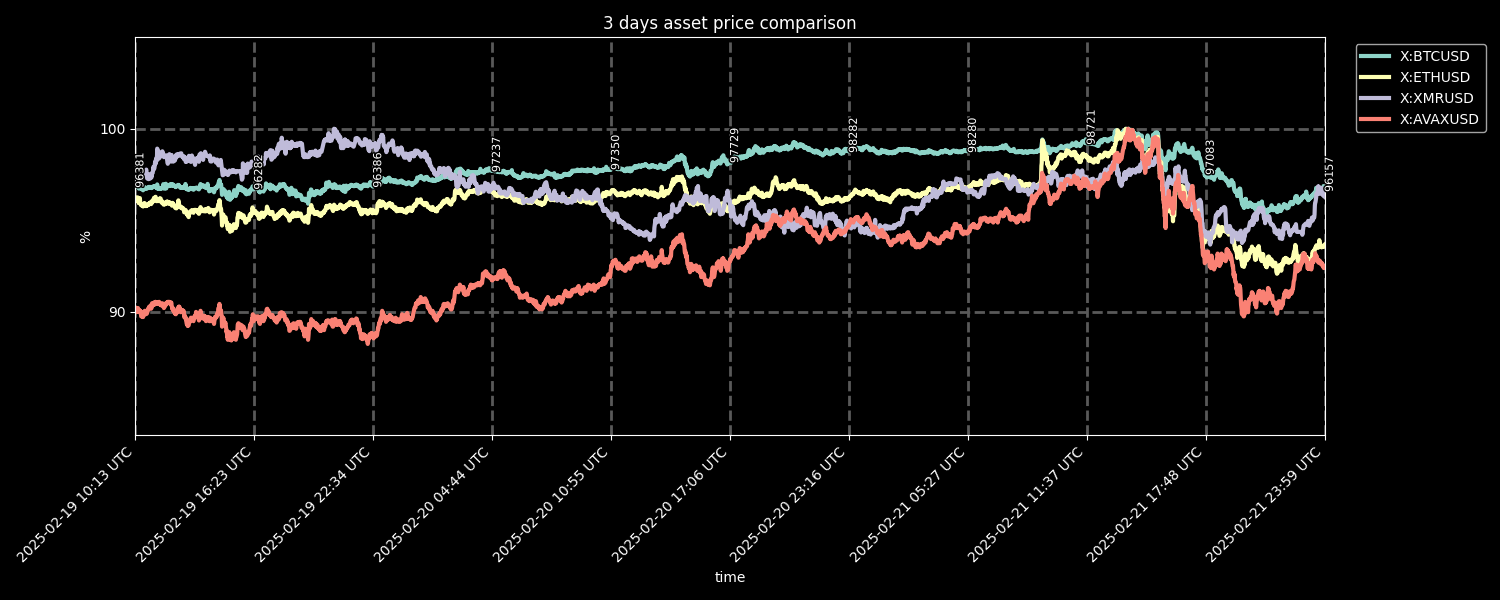 3 days asset price comparison
X:BTCUSD
X:ETHUSD
X:XMRUSD
X:AVAXUSD
100
90
%
96381
96282
96386
97237
97350
97729
98282
98280
98721
97083
96157
2025-02-19 10:13 UTC
2025-02-19 16:23 UTC
2025-02-19 22:34 UTC
2025-02-20 04:44 UTC
2025-02-20 10:55 UTC
2025-02-20 17:06 UTC
2025-02-20 23:16 UTC
2025-02-21 05:27 UTC
2025-02-21 11:37 UTC
2025-02-21 17:48 UTC
2025-02-21 23:59 UTC
time